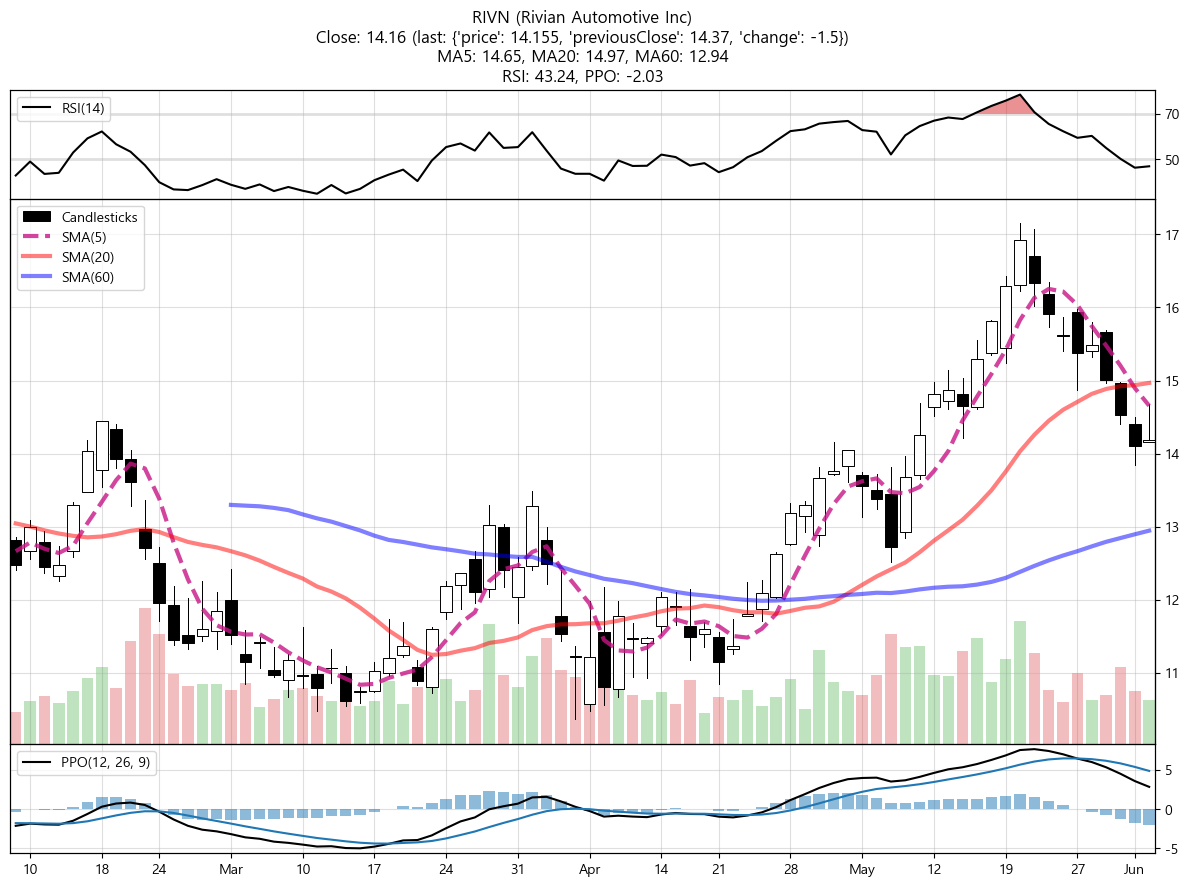 RIVN (Rivian Automotive Inc)
Close: 14.16 (last: {'price': 14.155, 'previousClose': 14.37, 'change': -1.5})
MA5: 14.65, MA20: 14.97, MA60: 12.94
RSI: 43.24, PPO: -2.03
RSI(14)
70
50
Candlesticks
SMA(5)
SMA(20)
SMA(60)
17
16
15
14
13
12
11
PPO(12, 26, 9)
5
0
-5
10 18 24 Mar 10 17 24 31 Apr 14 21 28 May 12 19 27 Jun